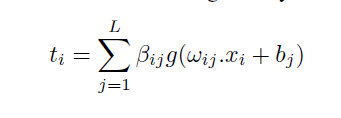 t_i = \sum_{j=1}^{L} \beta_{ij} g(\omega_{ij}.x_i + b_j)